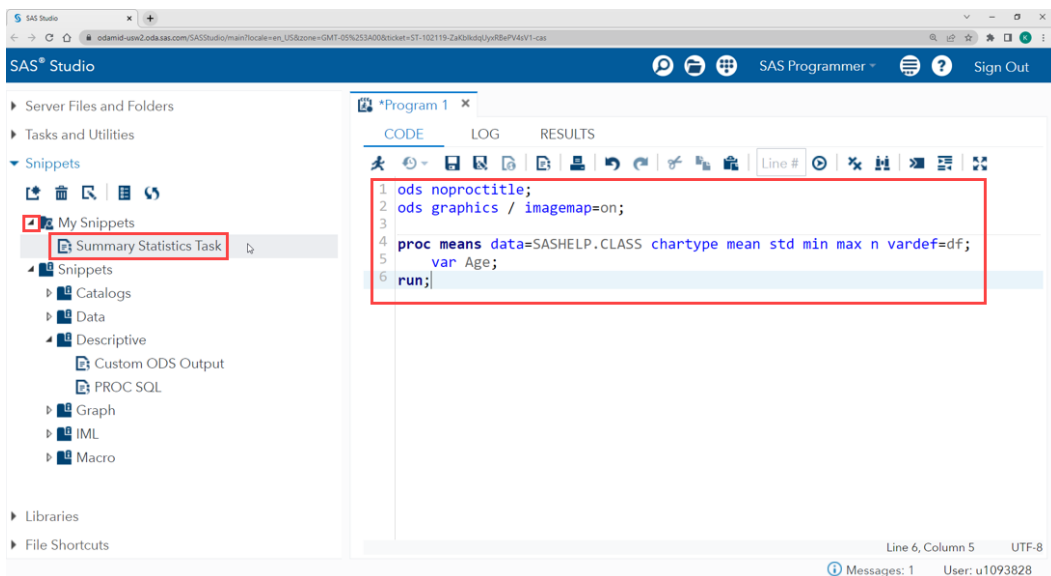 SAS Studio
odamid-usw2.oda.sas.com/SASStudio/main?locale=en_US&zone=GMT-05%253A00&ticket=ST-102119-ZaKblkdqUyxRBePV4sV1-cas
K
SAS® Studio
SAS Programmer
Sign Out
Server Files and Folders
Tasks and Utilities
Snippets
My Snippets
Summary Statistics Task
Snippets
Catalogs
Data
Descriptive
Custom ODS Output
PROC SQL
Graph
IML
Macro
Libraries
File Shortcuts
*Program 1
CODE LOG RESULTS
Line #
1 ods noproctitle;
2 ods graphics / imagemap=on;
3
4 proc means data=SASHELP.CLASS chartype mean std min max n vardef=df;
5 var Age;
6 run;
Line 6, Column 5 UTF-8
Messages: 1 User: u1093828